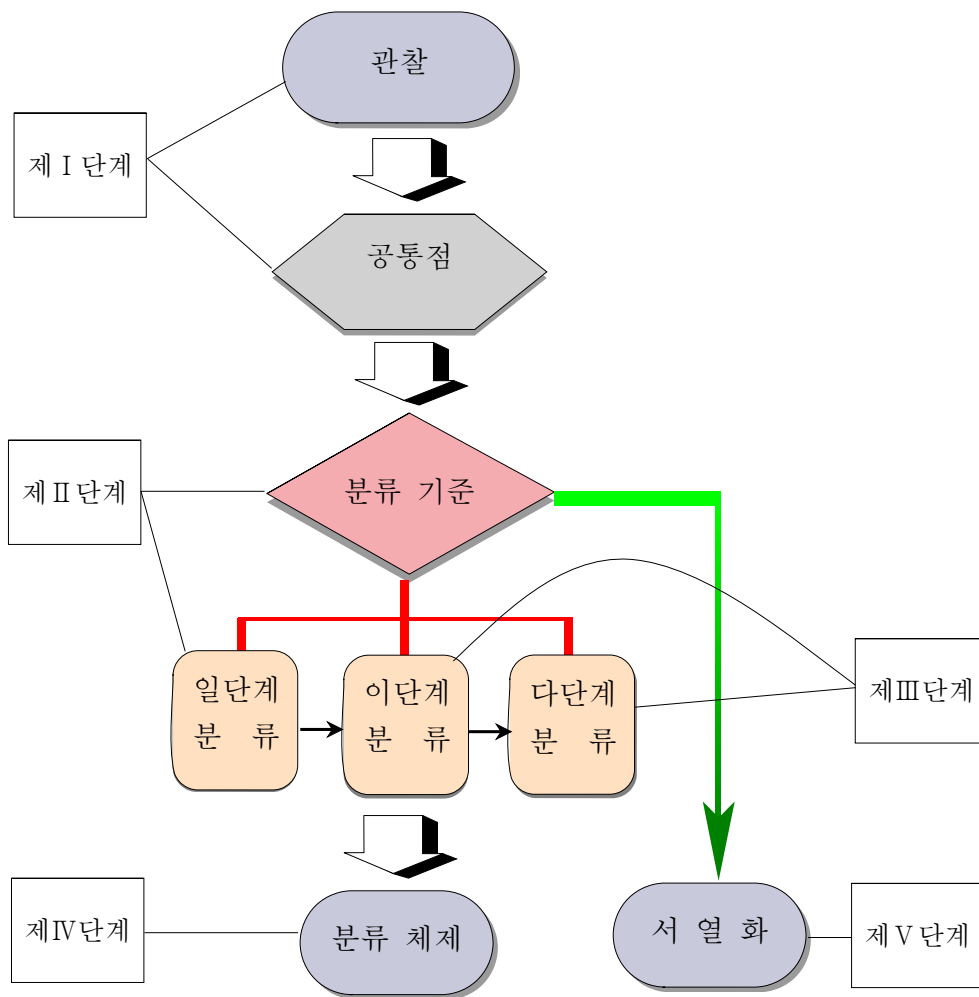 관찰
제Ⅰ단계
공통점
제Ⅱ단계
분류 기준
일단계
분 류
이단계
분 류
다단계
분 류
제Ⅲ단계
제Ⅳ단계
분류 체제
서 열 화
제Ⅴ단계